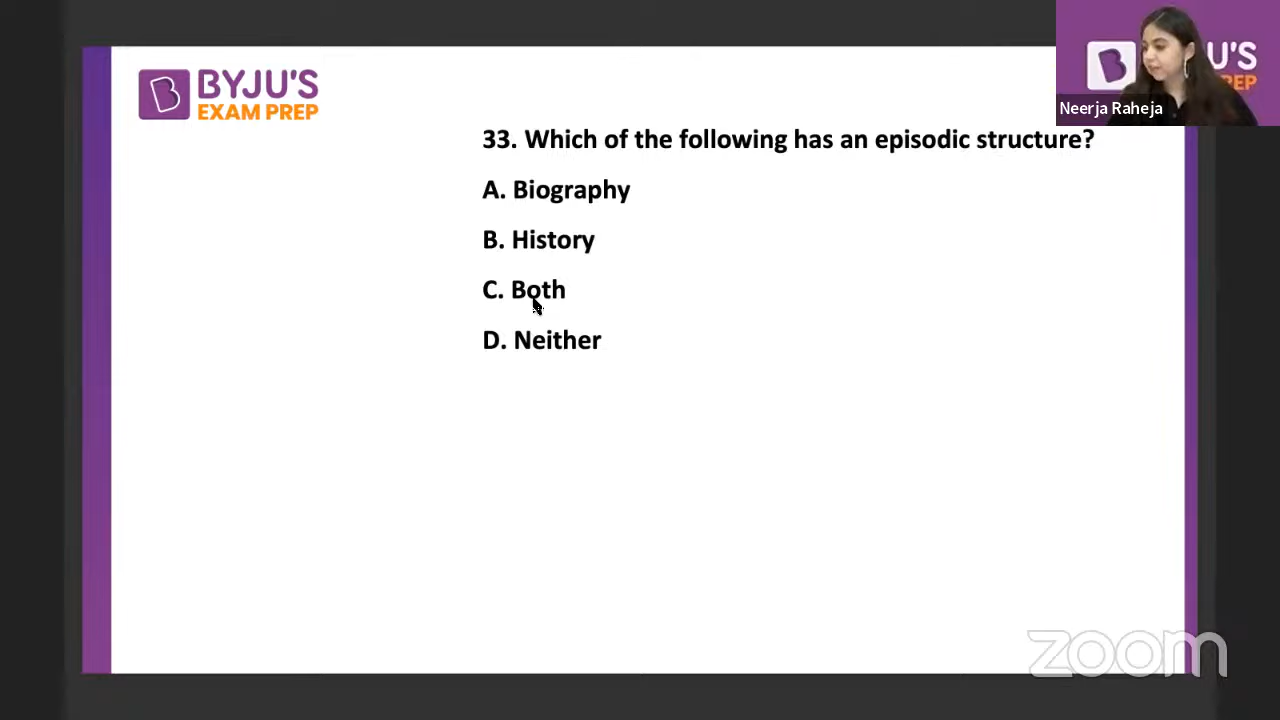 BYJU'S
EXAM PREP
U'S
EP
Neerja Raheja
33. Which of the following has an episodic structure?
A. Biography
B. History
C. Both
D. Neither
zoom